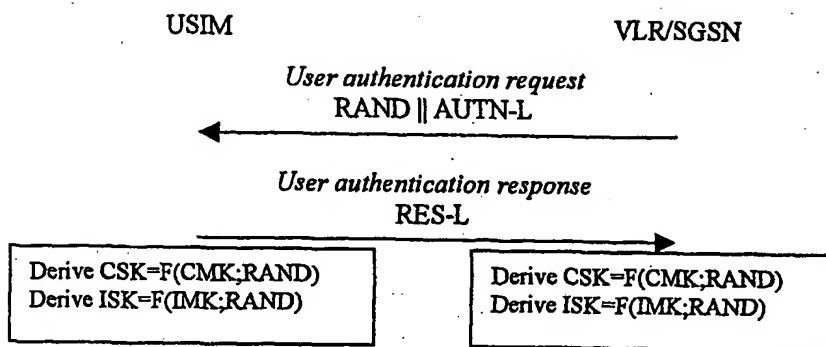 USIM VLR/SGSN
User authentication request
RAND || AUTN-L
User authentication response
RES-L
Derive CSK=F(CMK;RAND)
Derive ISK=F(IMK;RAND)
Derive CSK=F(CMK;RAND)
Derive ISK=F(IMK;RAND)